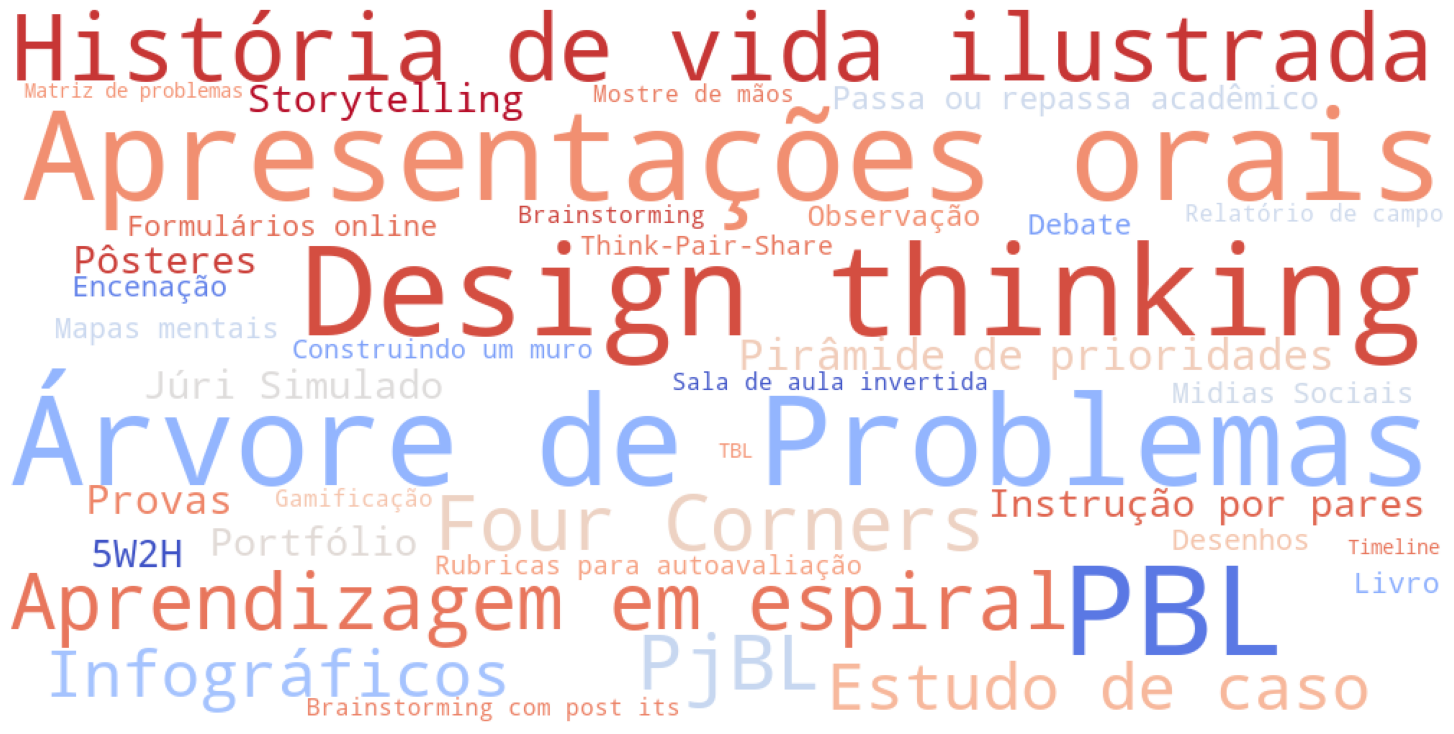 História de vida ilustrada
Matriz de problemas
Storytelling
Mostre de mãos
Passa ou repassa acadêmico
Apresentações orais
Formulários online
Brainstorming
Observação
Debate
Relatório de campo
Pôsteres
Think-Pair-Share
Design thinking
Encenação
Mapas mentais
Construindo um muro
Pirâmide de prioridades
Júri Simulado
Sala de aula invertida
Midias Sociais
Árvore de Problemas
TBL
Provas
Gamificação
Four Corners
Instrução por pares
5W2H
Portfólio
Desenhos
Timeline
Rubricas para autoavaliação
Aprendizagem em espiral
PBL
Livro
Infográficos
PjBL
Estudo de caso
Brainstorming com post its